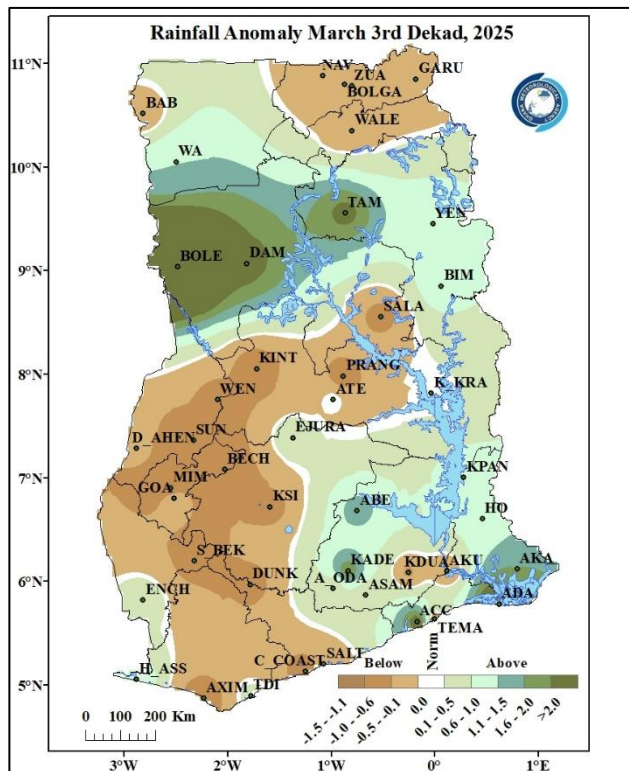 Rainfall Anomaly March 3rd Dekad, 2025
11°N
NAV
ZUA
GARU
BOLGA
BAB
WALE
10°N
WA
TAM
YEN
9°N
BOLE
DAM
BIM
SALA
8°N
KINT
PRANG
WEN
ATE
K_KRA
SUN
EJURA
D_AHEN
7°N
BECH
KPAN
MIM
GOA
KSI
ABE
HO
S_BEK
KADE
KDUA
AKU
AKA
6°N
DUNK
A_ODA
ASAM
ADA
ENCH
ACC
TEMA
C_COAST
SALT
H_ASS
5°N
AXIM
TDI
Below
Norm
Above
-1.5 - -1.1
-1.0 - -0.6
-0.5 - -0.1
0.0
0.1 - 0.5
0.6 - 1.0
1.1 - 1.5
1.6 - 2.0
>2.0
0 100 200 Km
3°W
2°W
1°W
0°
1°E